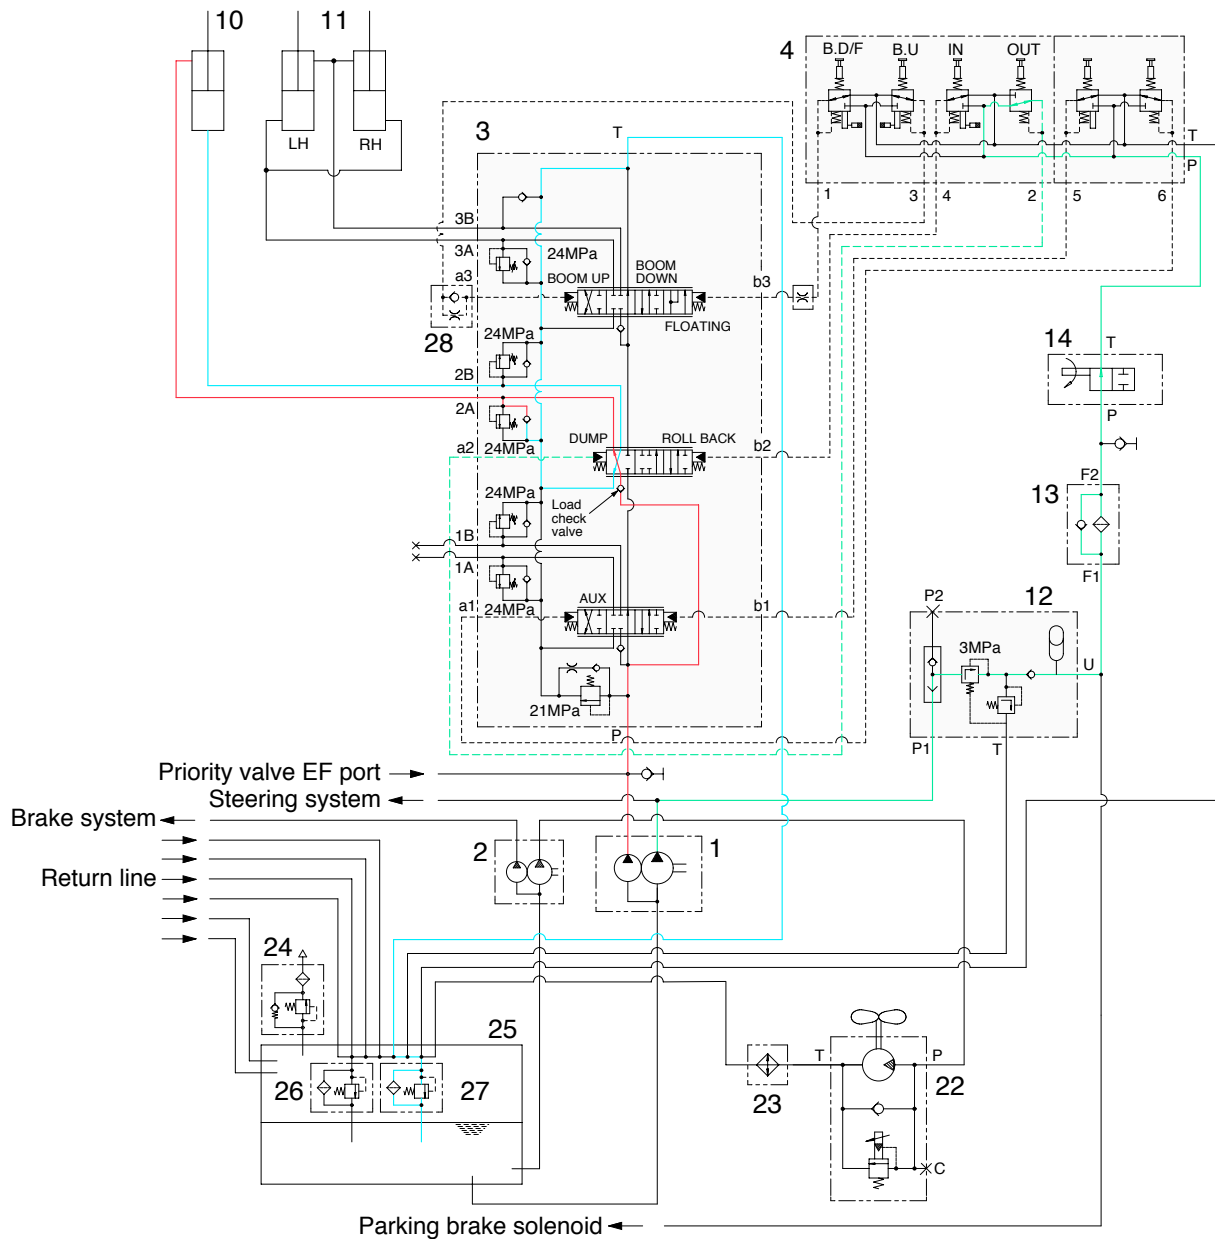 10 11
4 B.D/F B.U IN OUT
LH RH
3 T
T
P
1 3 4 2 5 6
3B
3A 24MPa
a3 BOOM UP BOOM DOWN b3
FLOATING
28 24MPa
14 T
2B
2A
P
DUMP ROLL BACK
a2 24MPa b2
24MPa
Load
check
valve
F2
13
1B
1A
F1
AUX
a1 24MPa b1
P2 12
3MPa
U
21MPa
P
P1 T
Priority valve EF port
Steering system
Brake system
2 1
Return line
24
25
26 27
T P
23 22
C
Parking brake solenoid